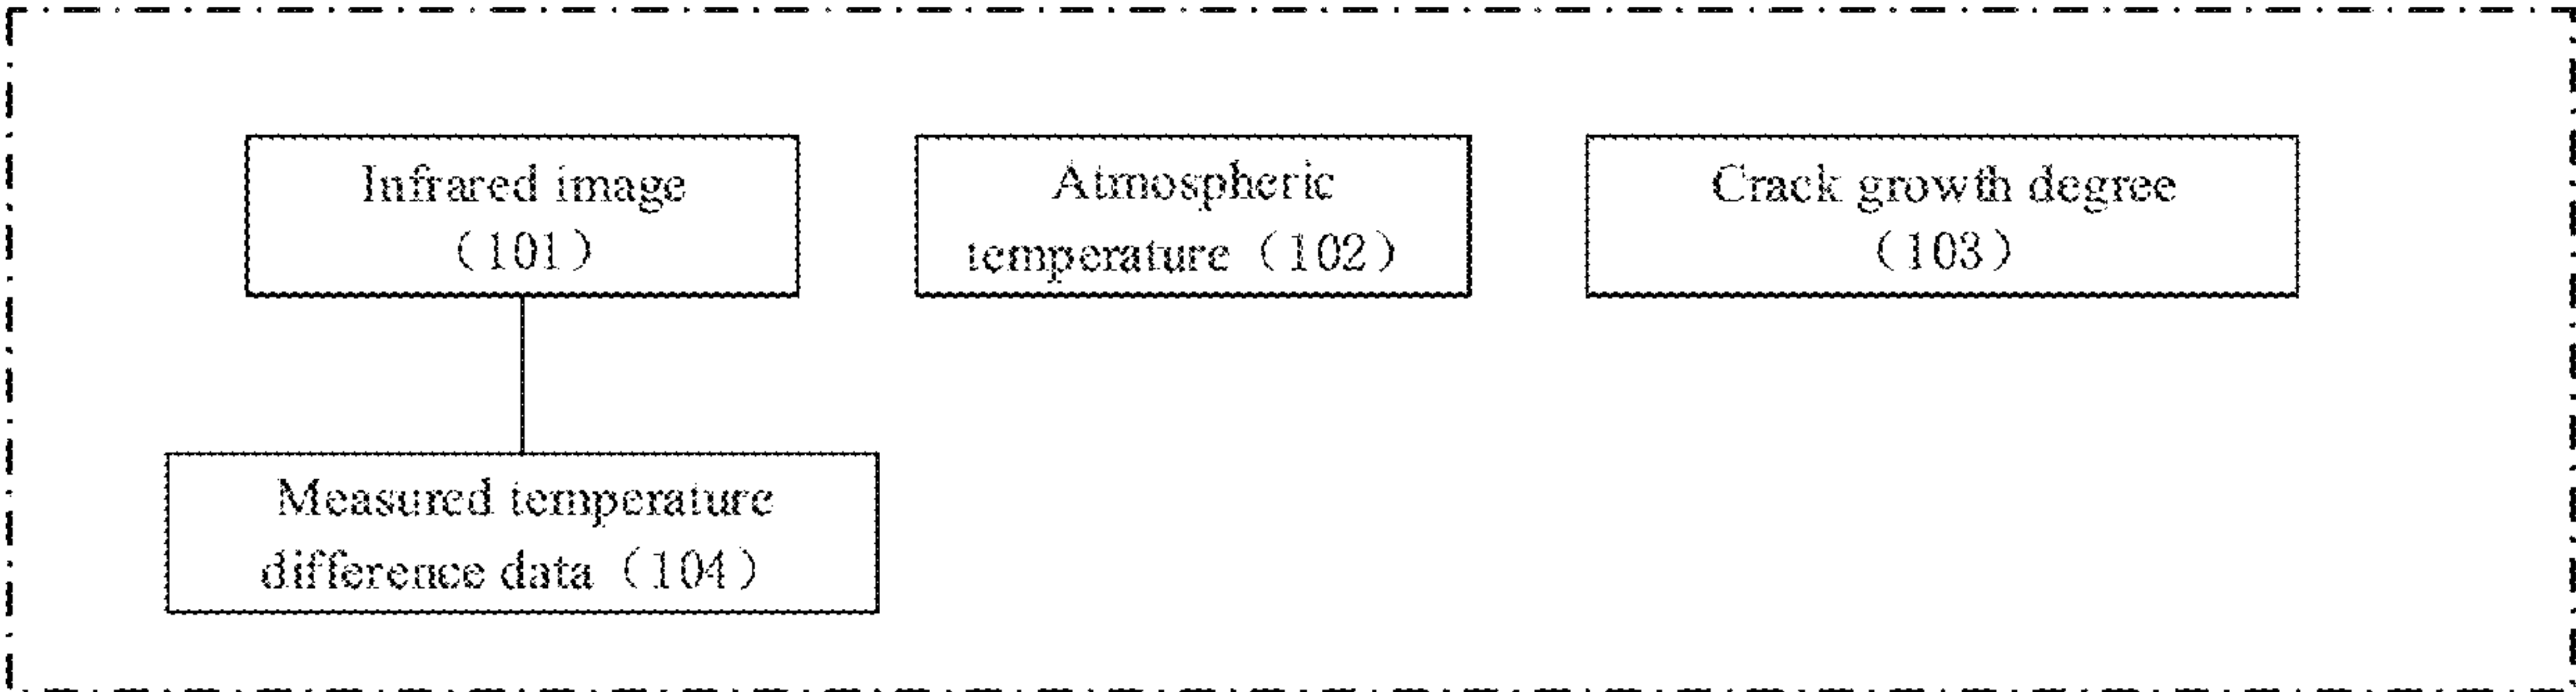 Infrared image
（101）
Atmospheric
temperature（102）
Crack growth degree
（103）
Measured temperature
difference data（104）